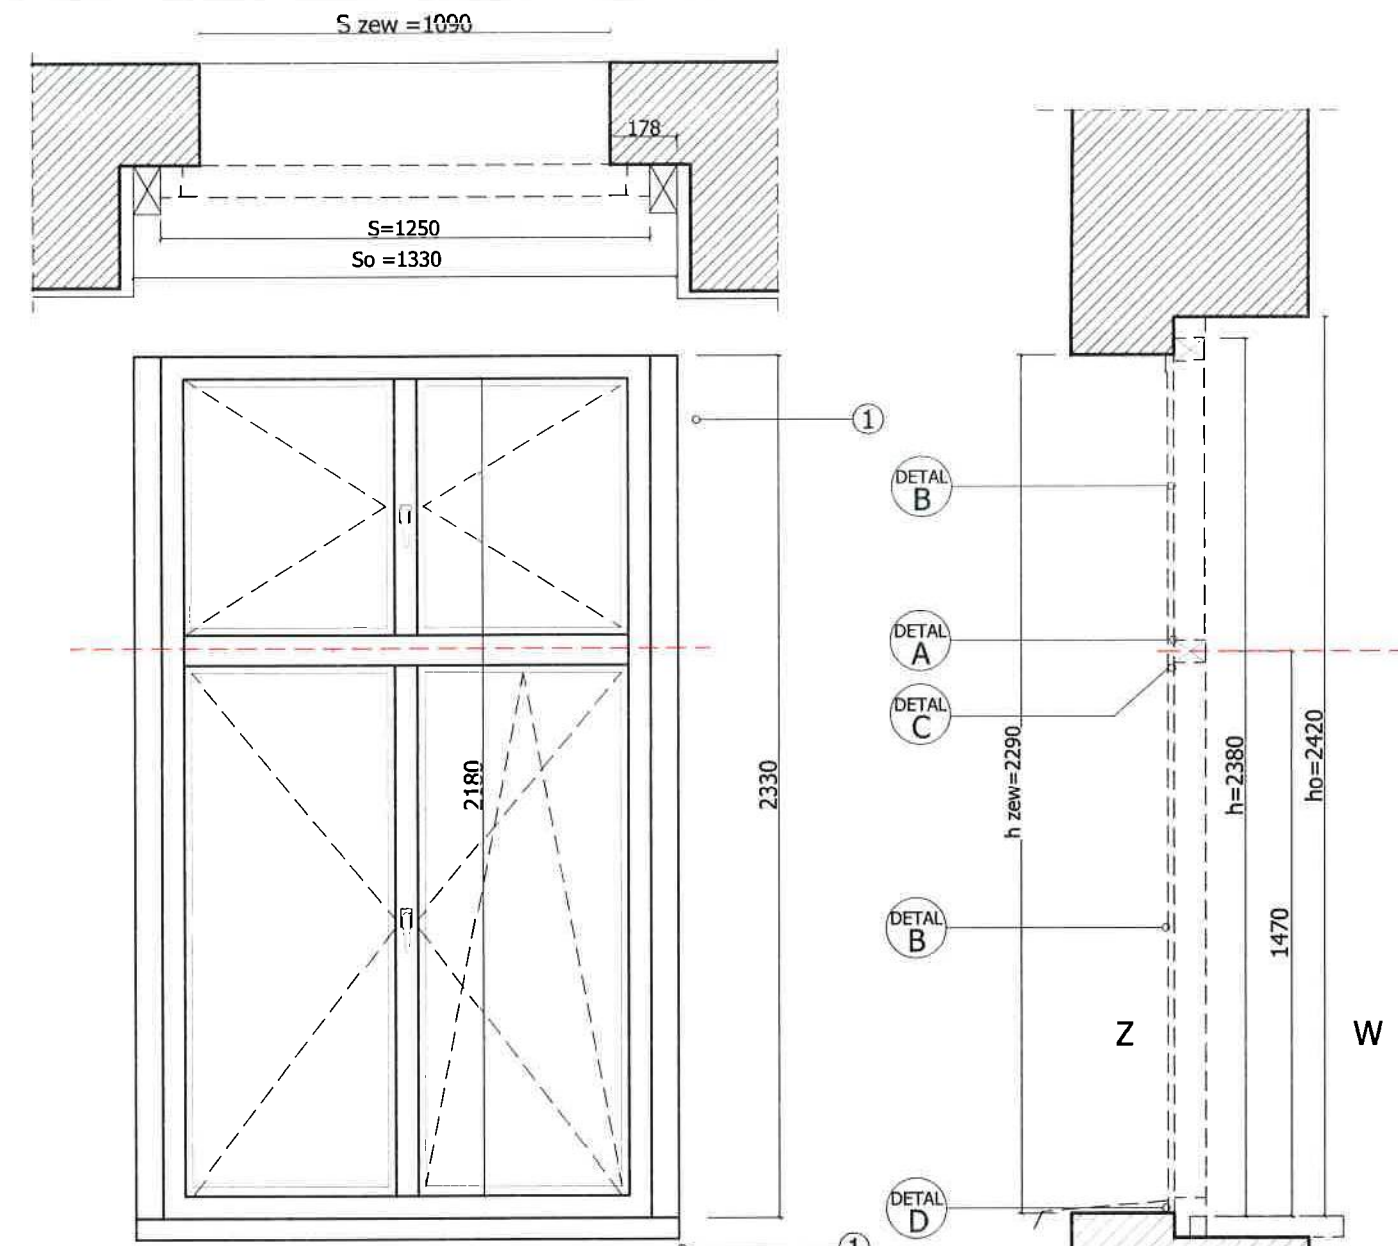 S zew =1090
178
S=1250
So =1330
1
DETAL
B
DETAL
A
DETAL
C
2180
2330
h zew=2290
h=2380
ho=2420
DETAL
B
1470
Z
W
DETAL
D
1